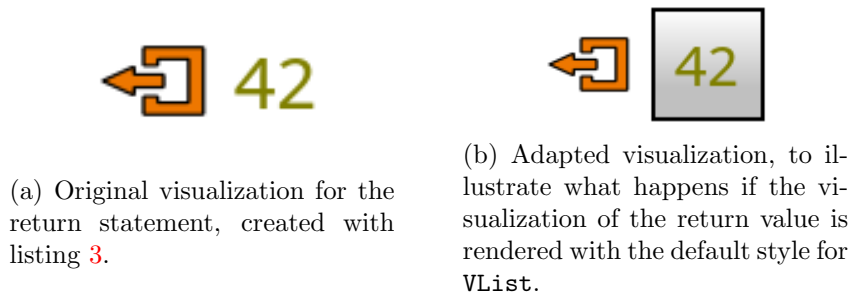 42
(a) Original visualization for the
return statement, created with
listing 3.
42
(b) Adapted visualization, to il-
lustrate what happens if the vi-
sualization of the return value is
rendered with the default style for
VList.